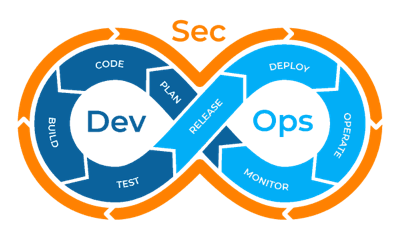 Sec
Dev
Ops
PLAN
CODE
BUILD
TEST
RELEASE
DEPLOY
OPERATE
MONITOR